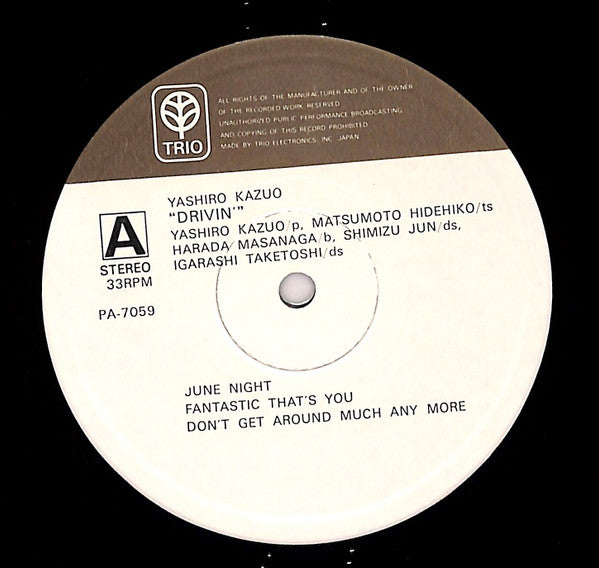 TRIO
ALL RIGHTS OF THE MANUFACTURER AND OF THE OWNER
OF THE RECORDED WORK RESERVED
UNAUTHORIZED PUBLIC PERFORMANCE BROADCASTING
AND COPYING OF THIS RECORD PROHIBITED
MADE BY TRIO ELECTRONICS, INC. JAPAN
YASHIRO KAZUO
"DRIVIN'"
YASHIRO KAZUO/p, MATSUMOTO HIDEHIKO/ts
HARADA MASANAGA/b, SHIMIZU JUN/ds,
IGARASHI TAKETOSHI/ds
A
STEREO
33RPM
PA-7059
JUNE NIGHT
FANTASTIC THAT'S YOU
DON'T GET AROUND MUCH ANY MORE